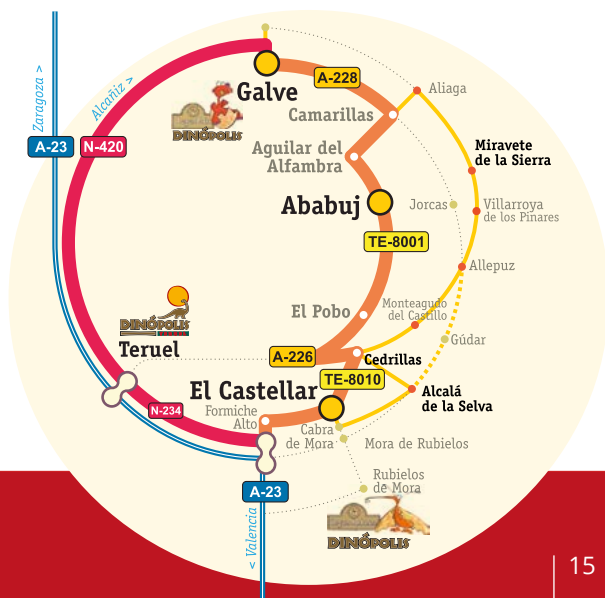 Zaragoza >
Alcañiz >
A-23
N-420
Galve
DINÓPOLIS
A-228
Aliaga
Camarillas
Aguilar del
Alfambra
Miravete
de la Sierra
Ababuj
Jorcas
Villarroya
de los Pinares
TE-8001
Allepuz
DINÓPOLIS
Teruel
El Pobo
Monteagudo
del Castillo
Gúdar
A-226
Cedrillas
TE-8010
El Castellar
Alcalá
de la Selva
N-234
Formiche
Alto
Cabra
de Mora
Mora de Rubielos
Rubielos
de Mora
A-23
< Valencia
DINÓPOLIS
15